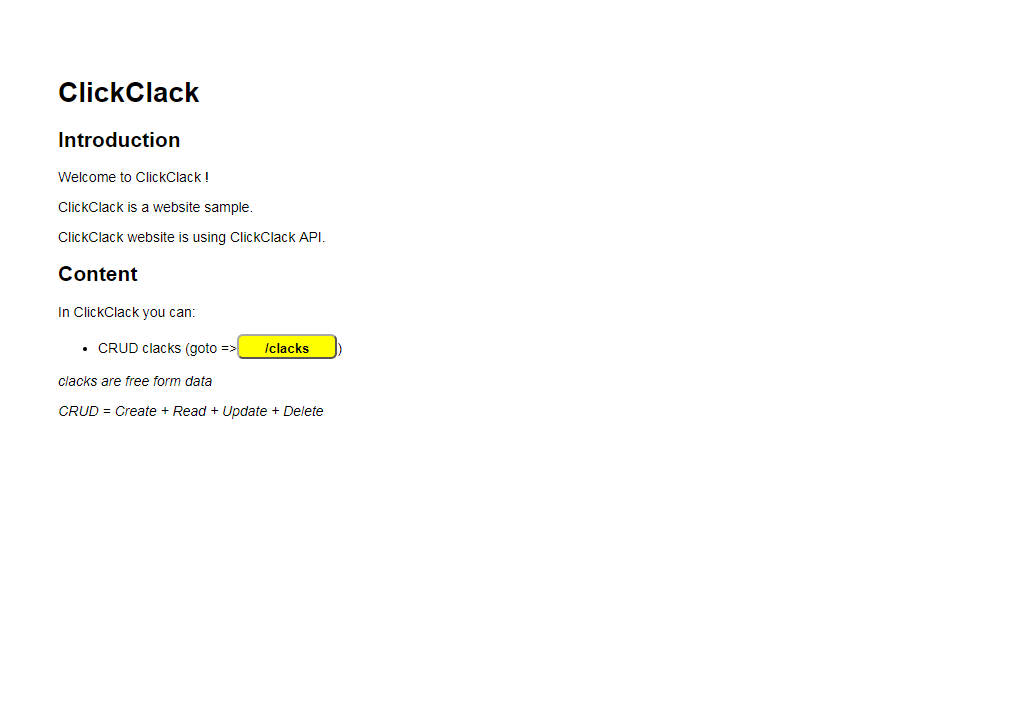 ClickClack
Introduction
Welcome to ClickClack !
ClickClack is a website sample.
ClickClack website is using ClickClack API.
Content
In ClickClack you can:
• CRUD clacks (goto => /clacks )
clacks are free form data
CRUD = Create + Read + Update + Delete